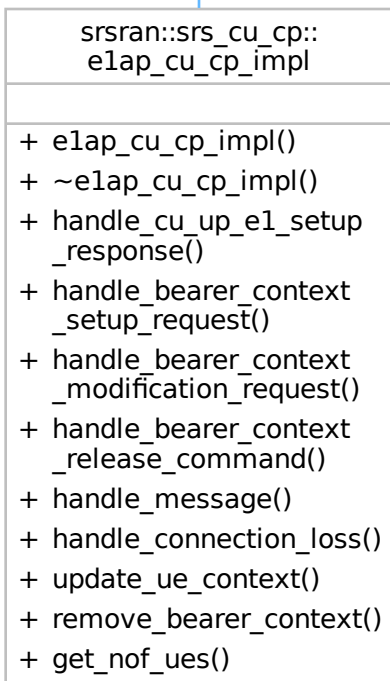 srsran::srs_cu_cp::
e1ap_cu_cp_impl
+ e1ap_cu_cp_impl()
+ ~e1ap_cu_cp_impl()
+ handle_cu_up_e1_setup
_response()
+ handle_bearer_context
_setup_request()
+ handle_bearer_context
_modification_request()
+ handle_bearer_context
_release_command()
+ handle_message()
+ handle_connection_loss()
+ update_ue_context()
+ remove_bearer_context()
+ get_nof_ues()